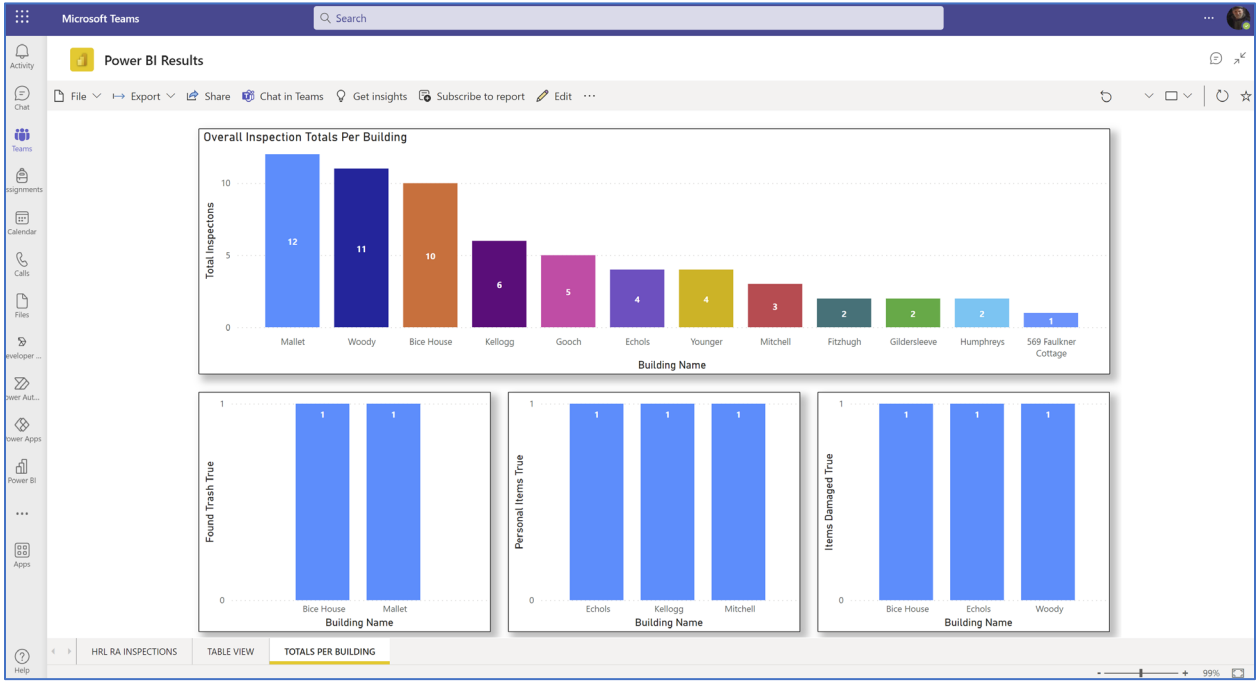 Microsoft Teams
Search
Power BI Results
Activity
Chat
Teams
ssignments
Calendar
Calls
Files
eveloper ...
ower Aut...
ower Apps
Power BI
Apps
Help
File Export Share Chat in Teams Get insights Subscribe to report Edit
Overall Inspection Totals Per Building
Total Inspectons
10
5
0
12 11 10 6 5 4 4 3 2 2 2 1
Mallet Woody Bice House Kellogg Gooch Echols Younger Mitchell Fitzhugh Gildersleeve Humphreys 569 Faulkner
Cottage
Building Name
Found Trash True
1
0
1 1
Bice House Mallet
Building Name
Personal Items True
1
0
1 1 1
Echols Kellogg Mitchell
Building Name
Items Damaged True
1
0
1 1 1
Bice House Echols Woody
Building Name
HRL RA INSPECTIONS TABLE VIEW TOTALS PER BUILDING
- + 99%